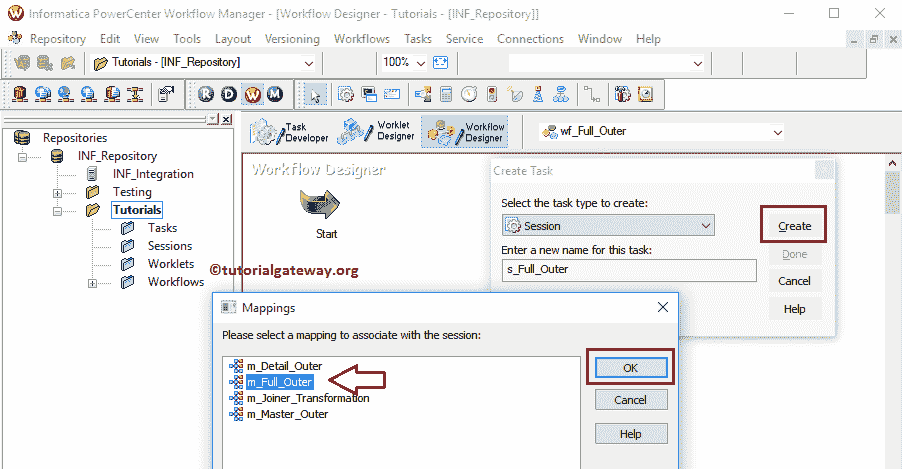 Informatica PowerCenter Workflow Manager - [Workflow Designer - Tutorials - [INF_Repository]]
Repository Edit View Tools Layout Versioning Workflows Tasks Service Connections Window Help
Tutorials - [INF_Repository] 100%
R D W M
Task Developer
Worklet Designer
Workflow Designer
wf_Full_Outer
Repositories
INF_Repository
INF_Integration
Testing
Tutorials
Tasks
Sessions
Worklets
Workflows
Workflow Designer
Start
©tutorialgateway.org
Create Task
Select the task type to create:
Session
Enter a new name for this task:
s_Full_Outer
Create
Done
Cancel
Help
Mappings
Please select a mapping to associate with the session:
m_Detail_Outer
m_Full_Outer
m_Joiner_Transformation
m_Master_Outer
OK
Cancel
Help